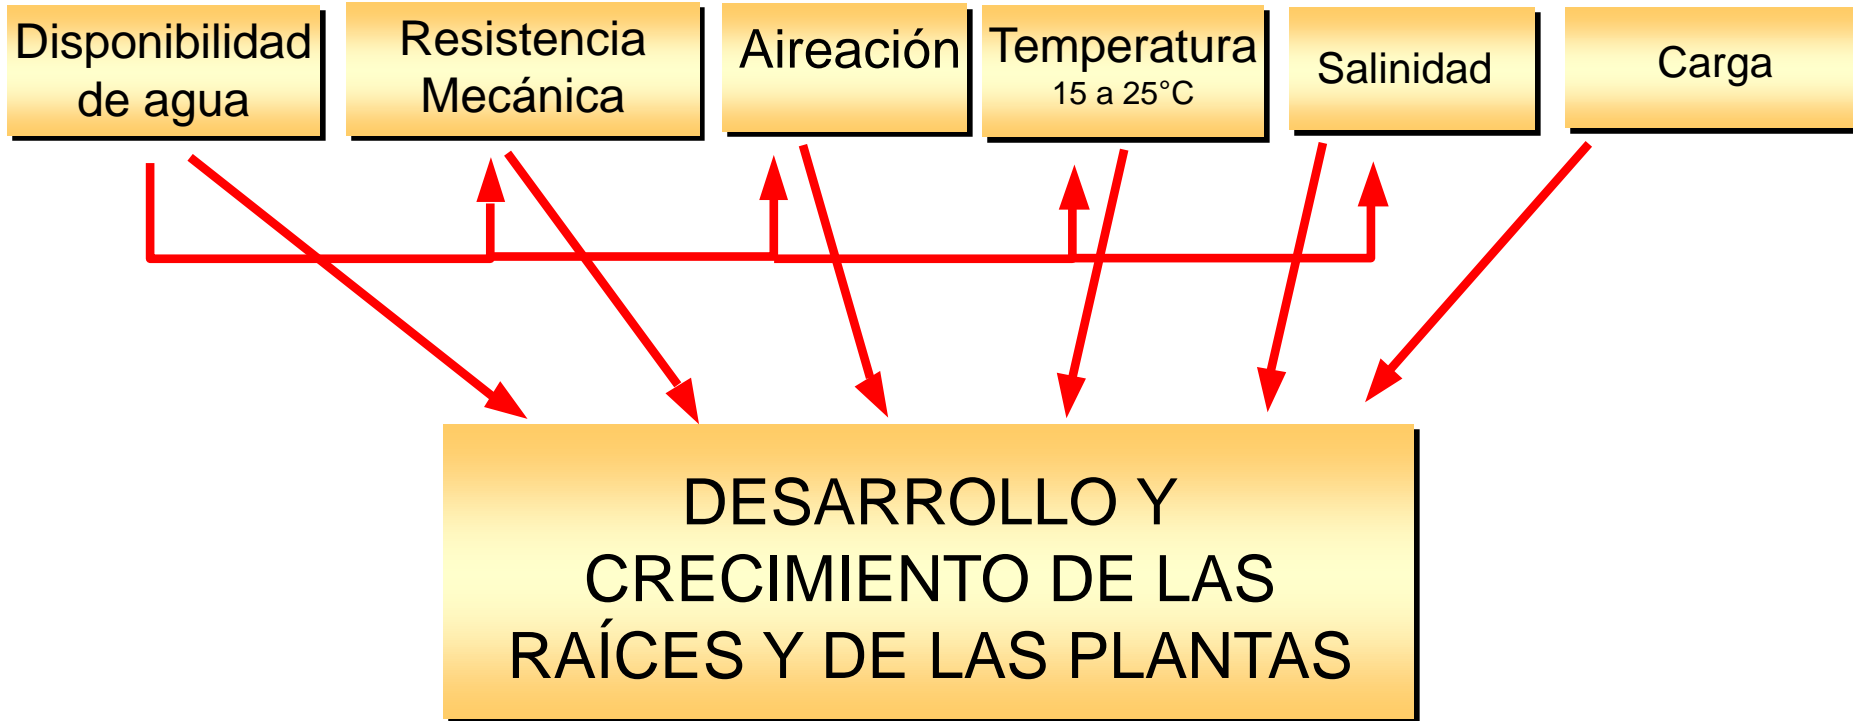 Disponibilidad
de agua
Resistencia
Mecánica
Aireación
Temperatura
15 a 25°C
Salinidad
Carga
DESARROLLO Y
CRECIMIENTO DE LAS
RAÍCES Y DE LAS PLANTAS